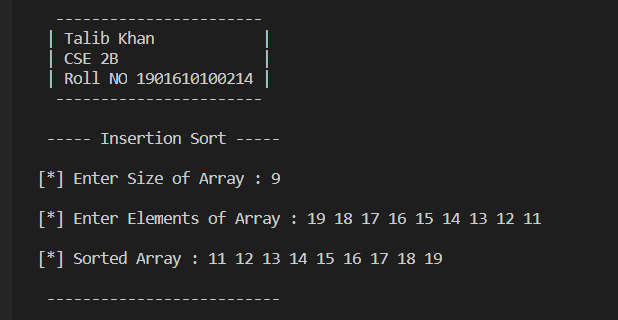 -----------------------
| Talib Khan            |
| CSE 2B                |
| Roll NO 1901610100214 |
-----------------------
----- Insertion Sort -----
[*] Enter Size of Array : 9
[*] Enter Elements of Array : 19 18 17 16 15 14 13 12 11
[*] Sorted Array : 11 12 13 14 15 16 17 18 19
--------------------------